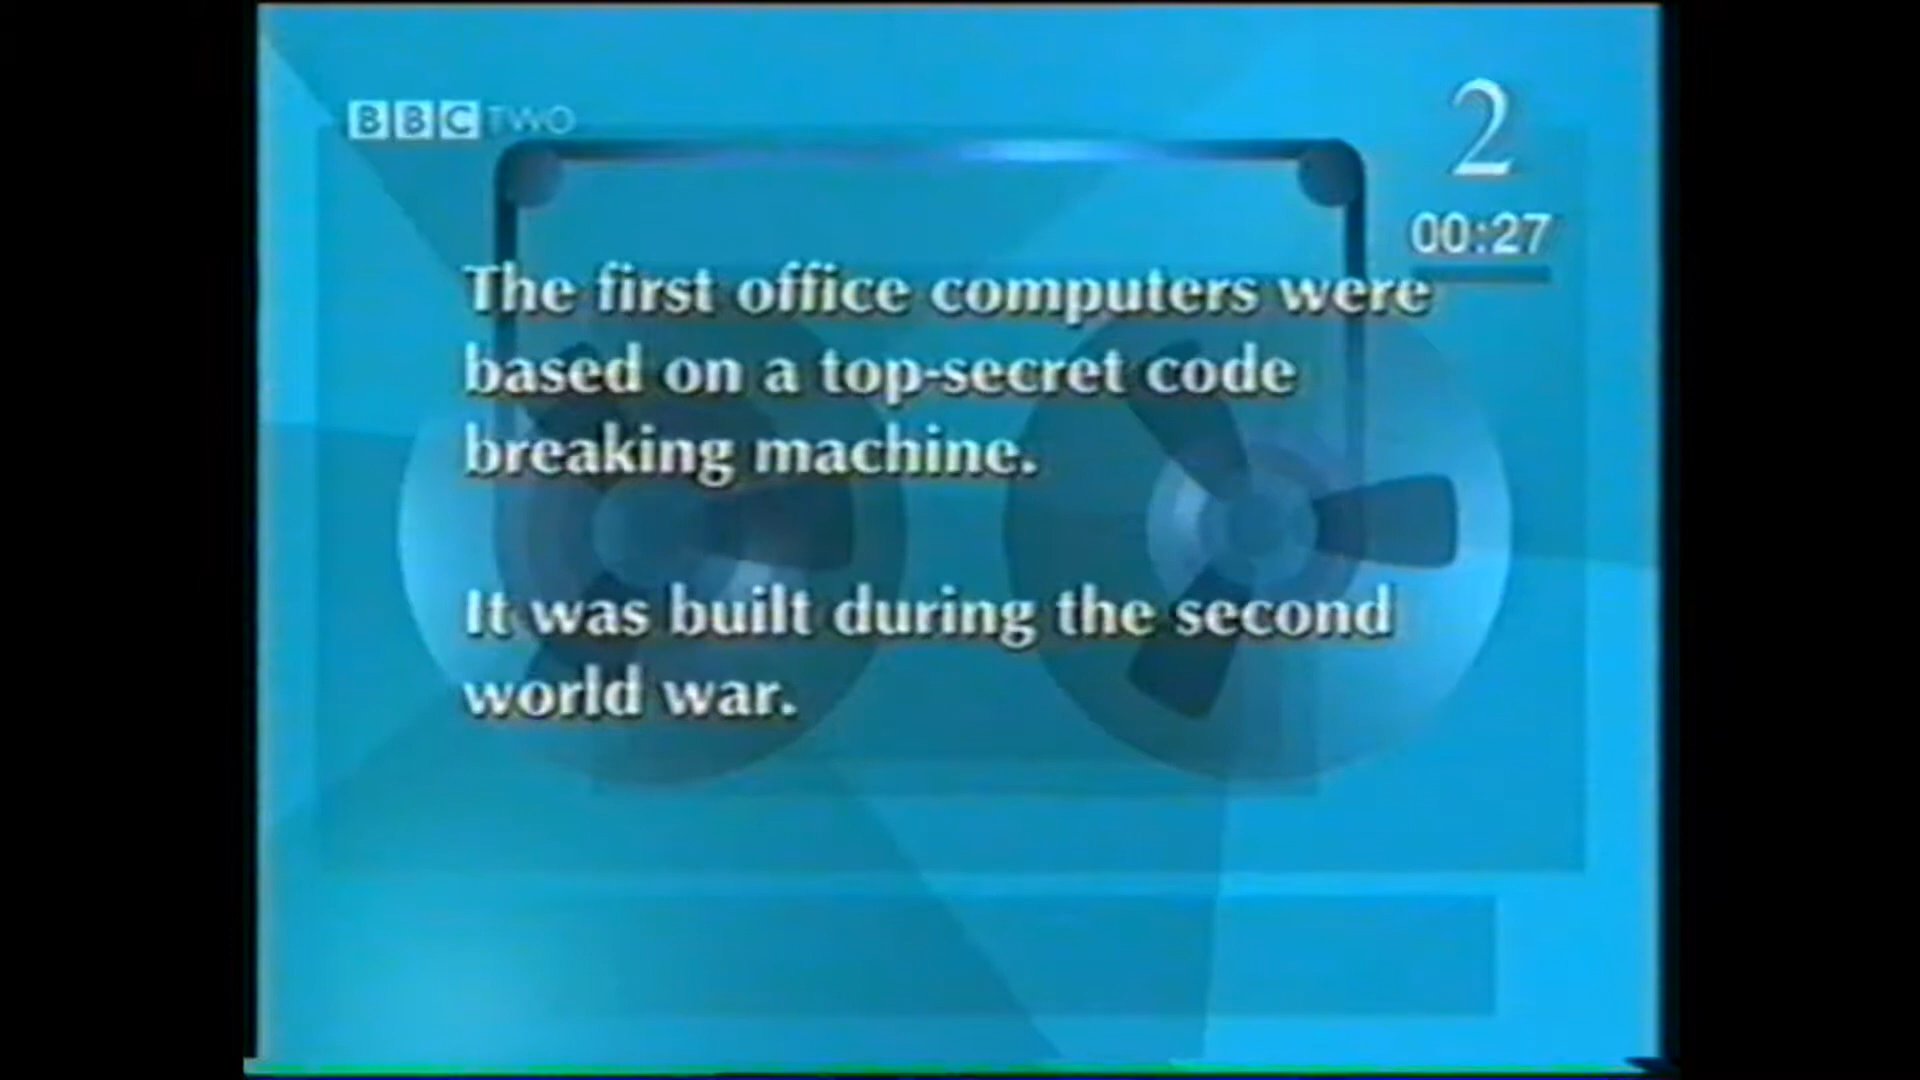 BBC TWO
2
00:27
The first office computers were
based on a top-secret code
breaking machine.
It was built during the second
world war.